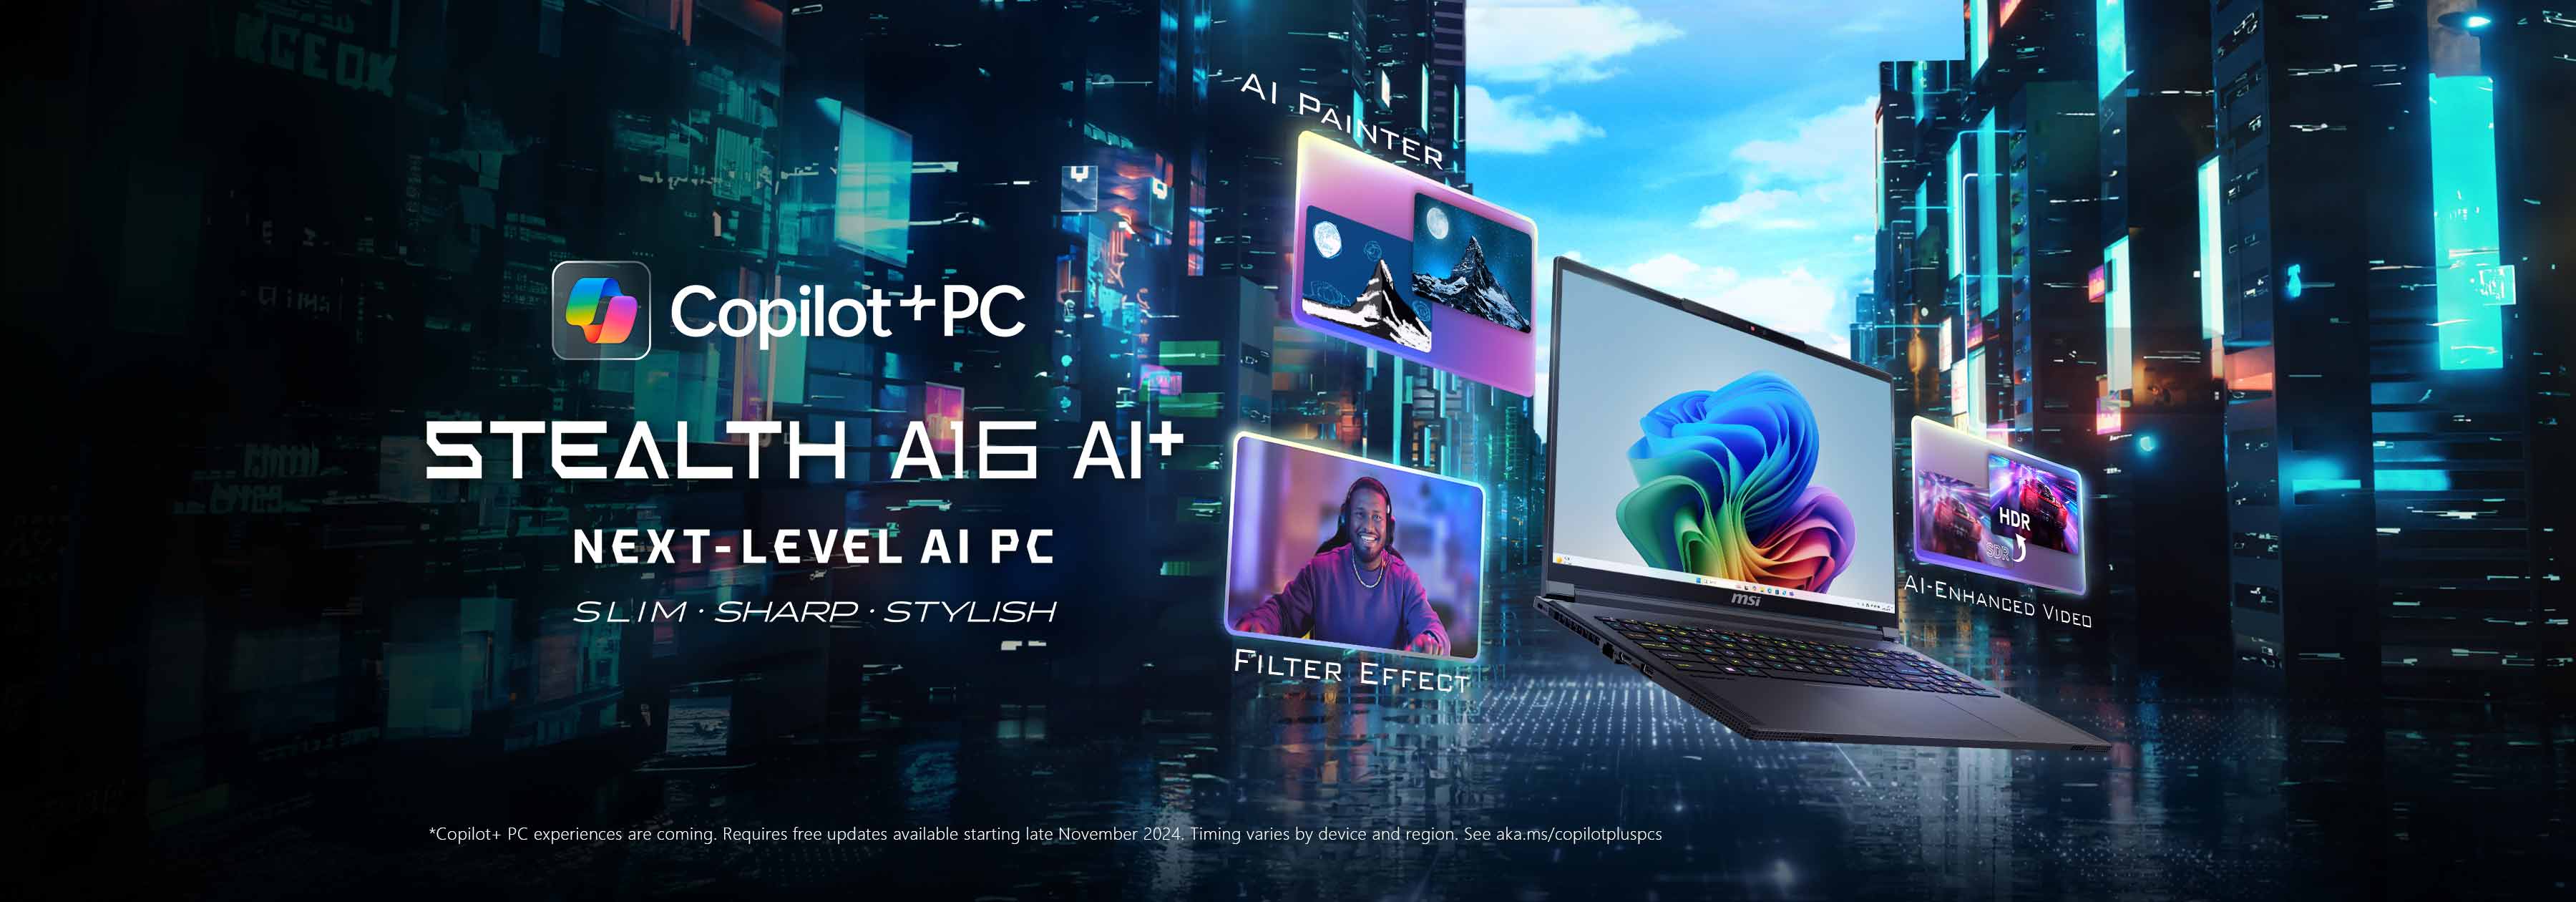 AI PAINTER
Copilot+PC
STEALTH A16 AI+
NEXT-LEVEL AI PC
SLIM · SHARP · STYLISH
FILTER EFFECT
msi
HDR
SDR
AI-ENHANCED VIDEO
*Copilot+ PC experiences are coming. Requires free updates available starting late November 2024. Timing varies by device and region. See aka.ms/copilotpluspcs